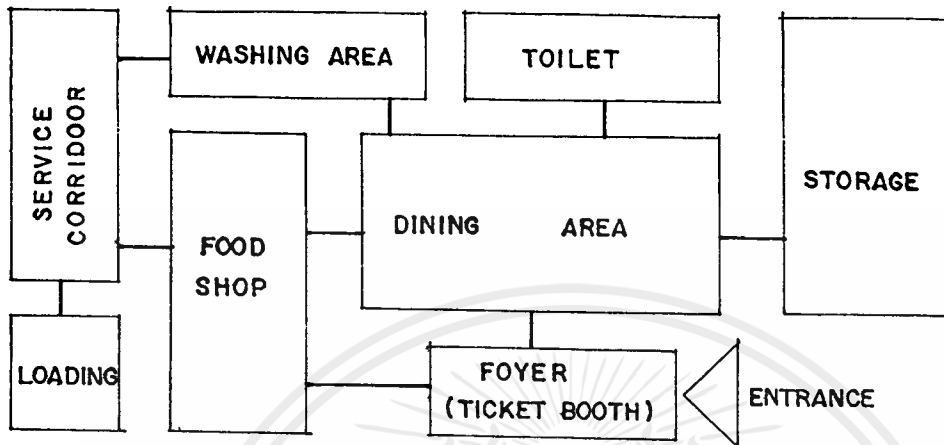 WASHING AREA
TOILET
SERVICE
CORRIDOOR
STORAGE
DINING AREA
FOOD
SHOP
LOADING
FOYER
(TICKET BOOTH)
ENTRANCE